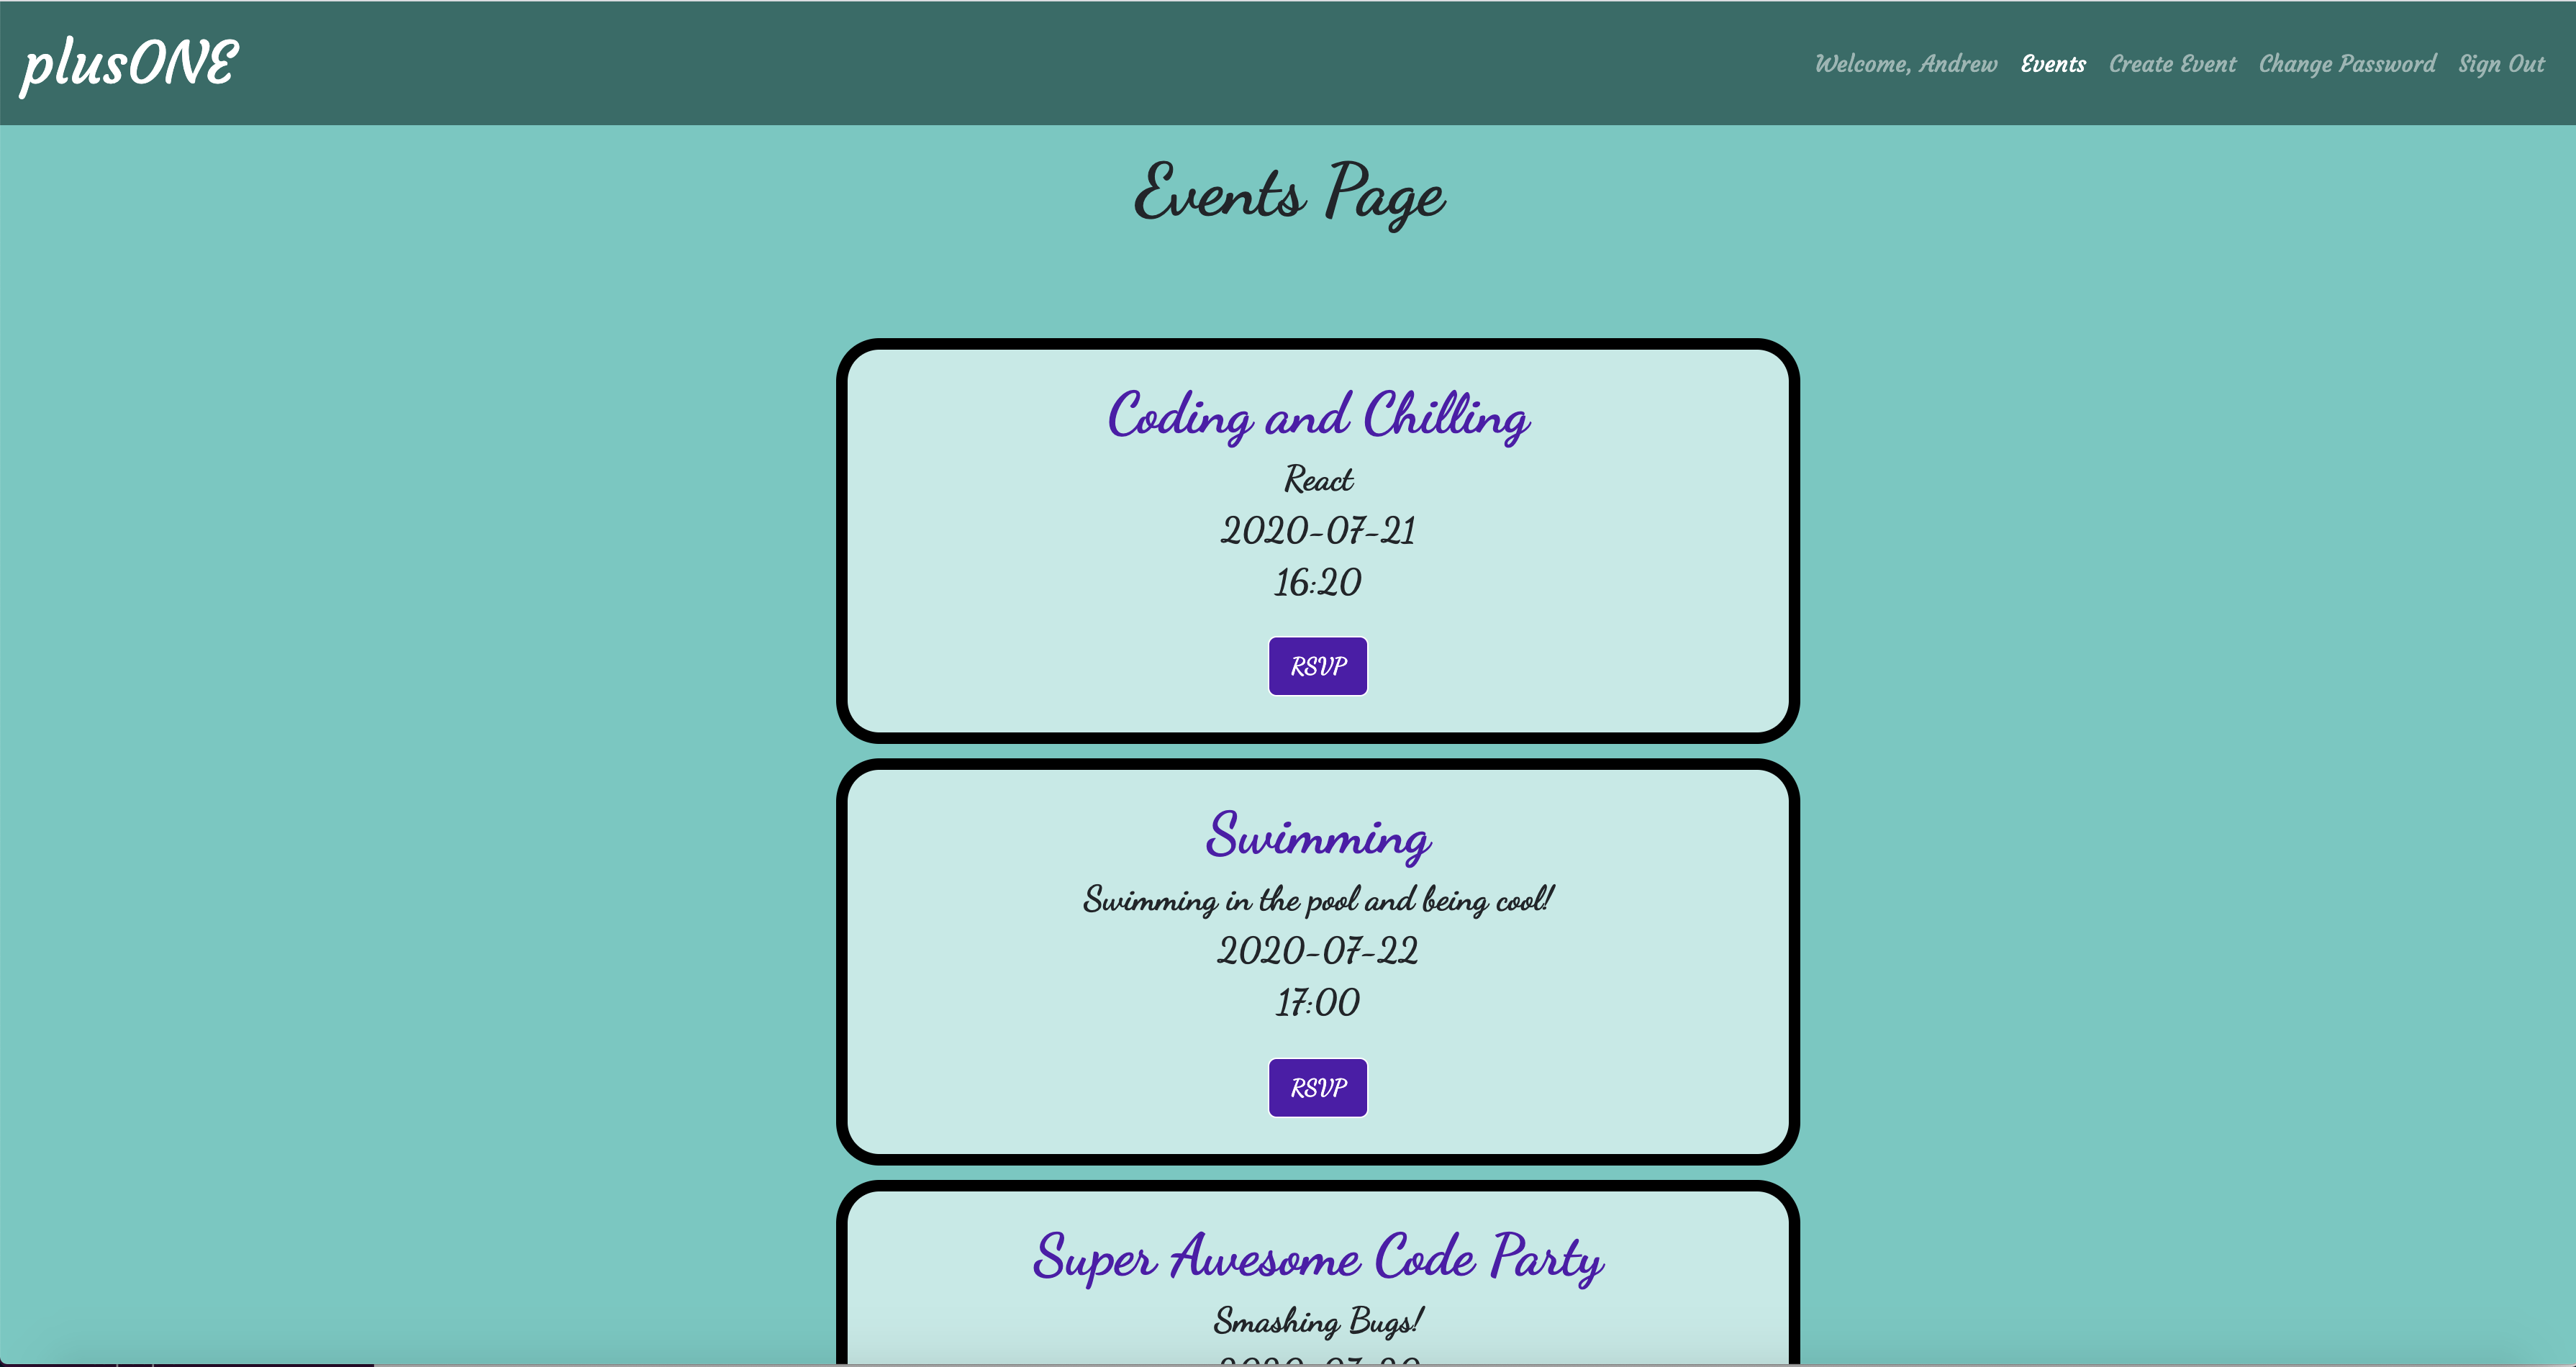 plusONE
Welcome, Andrew Events Create Event Change Password Sign Out
Events Page
Coding and Chilling
React
2020-07-21
16:20
RSVP
Swimming
Swimming in the pool and being cool!
2020-07-22
17:00
RSVP
Super Awesome Code Party
Smashing Bugs!